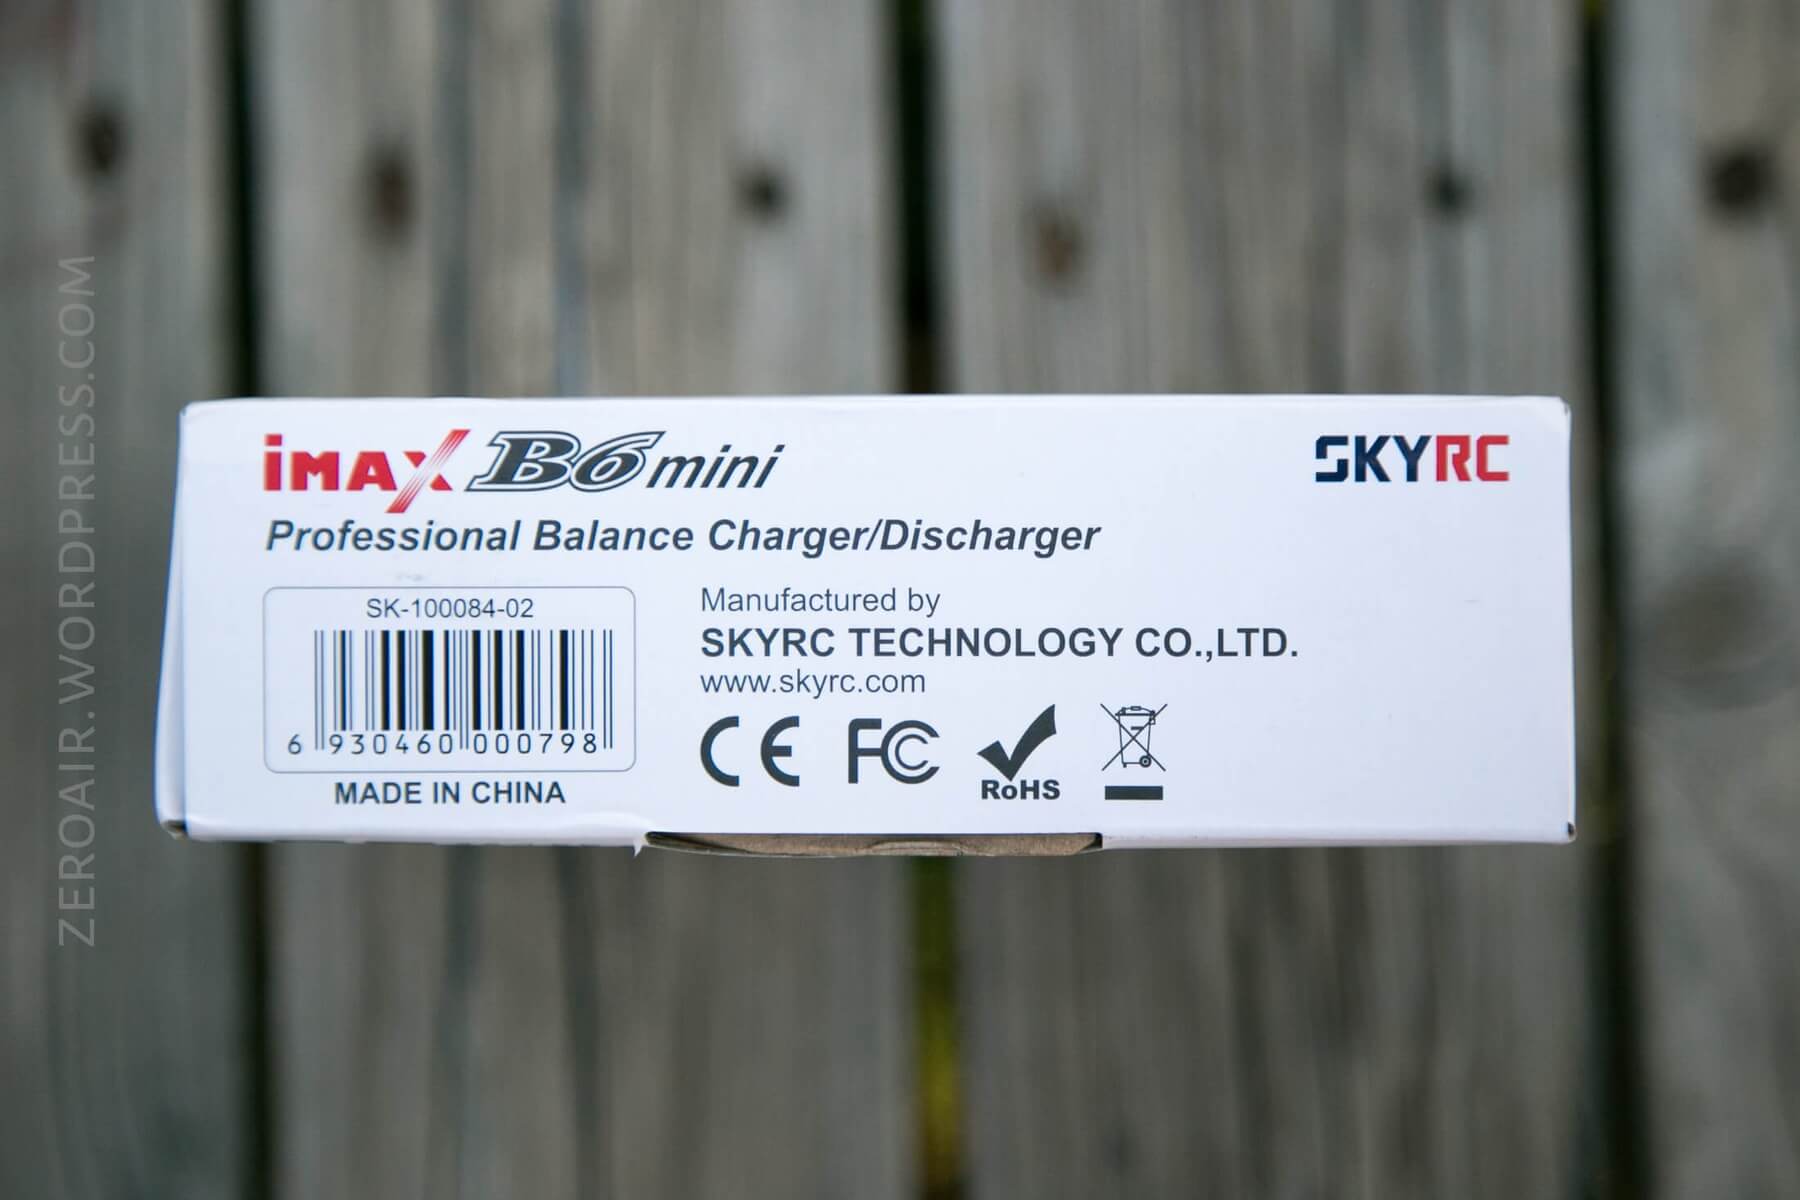 iMAX B6 mini
SKYRC
Professional Balance Charger/Discharger
SK-100084-02
6 930460 000798
MADE IN CHINA
Manufactured by
SKYRC TECHNOLOGY CO.,LTD.
www.skyrc.com
CE FC RoHS
ZEROAIR.WORDPRESS.COM